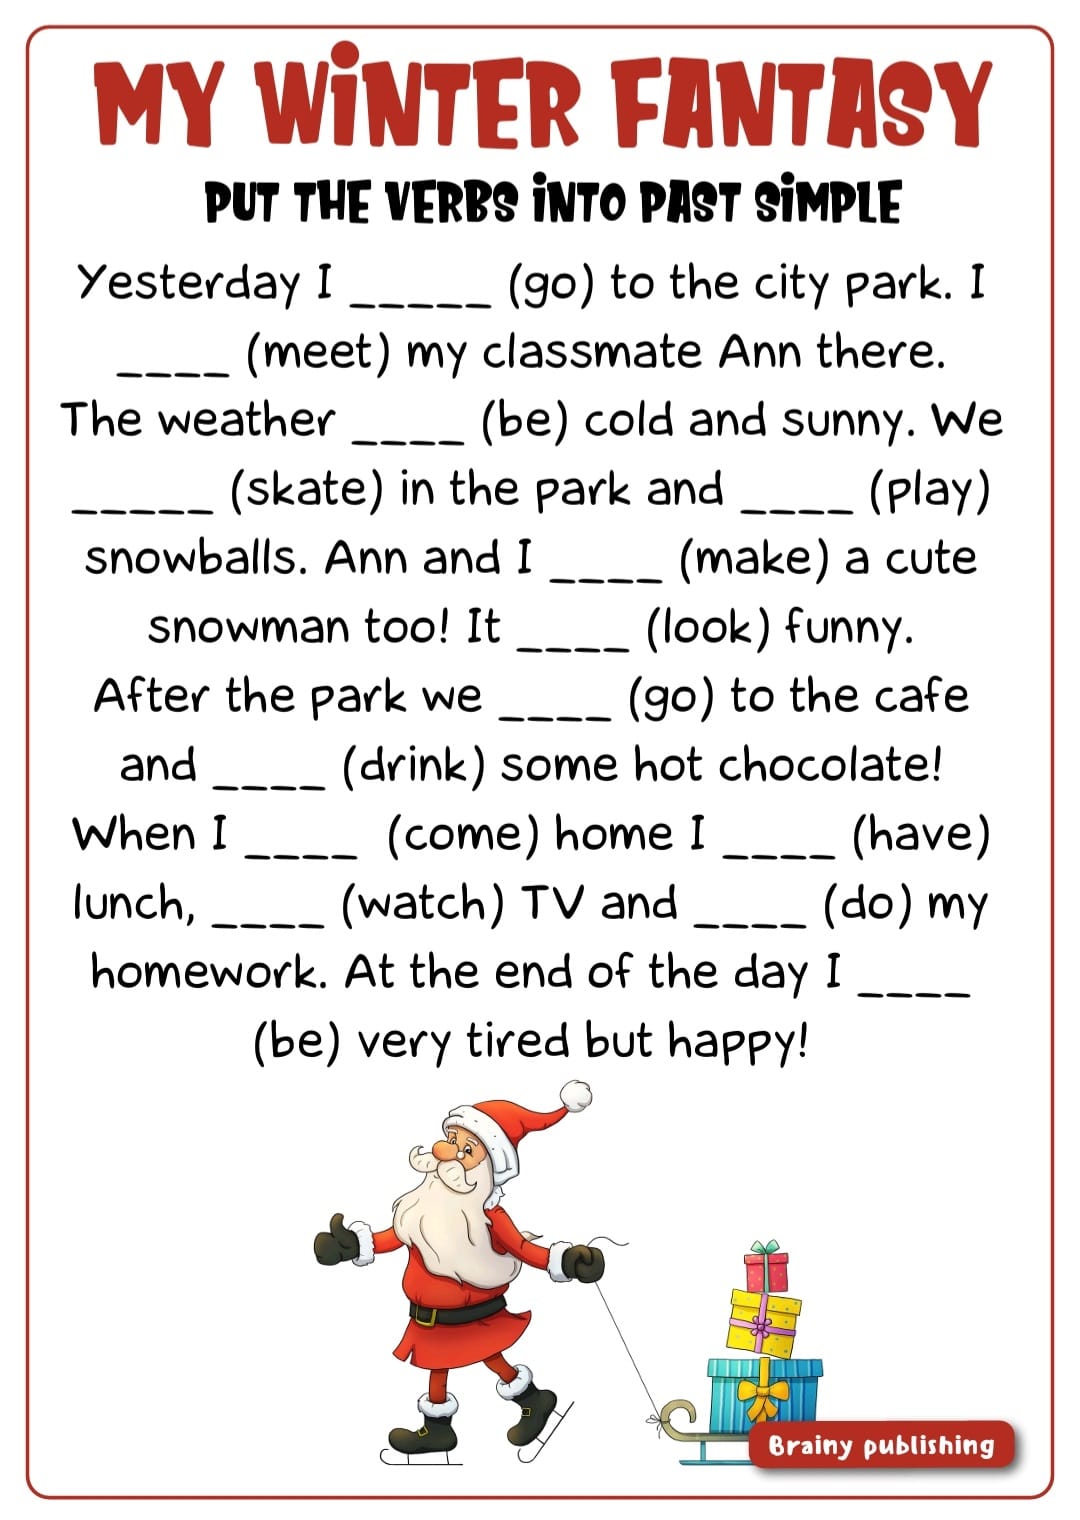 MY WiNTER FANTASY
PUT THE VERBS iNTO PAST SiMPLE
Yesterday I _____ (go) to the city park. I
____ (meet) my classmate Ann there.
The weather ____ (be) cold and sunny. We
_____ (skate) in the park and ____ (play)
snowballs. Ann and I ____ (make) a cute
snowman too! It ____ (look) funny.
After the park we ____ (go) to the cafe
and ____ (drink) some hot chocolate!
When I ____ (come) home I ____ (have)
lunch, ____ (watch) TV and ____ (do) my
homework. At the end of the day I ____
(be) very tired but happy!
Brainy publishing